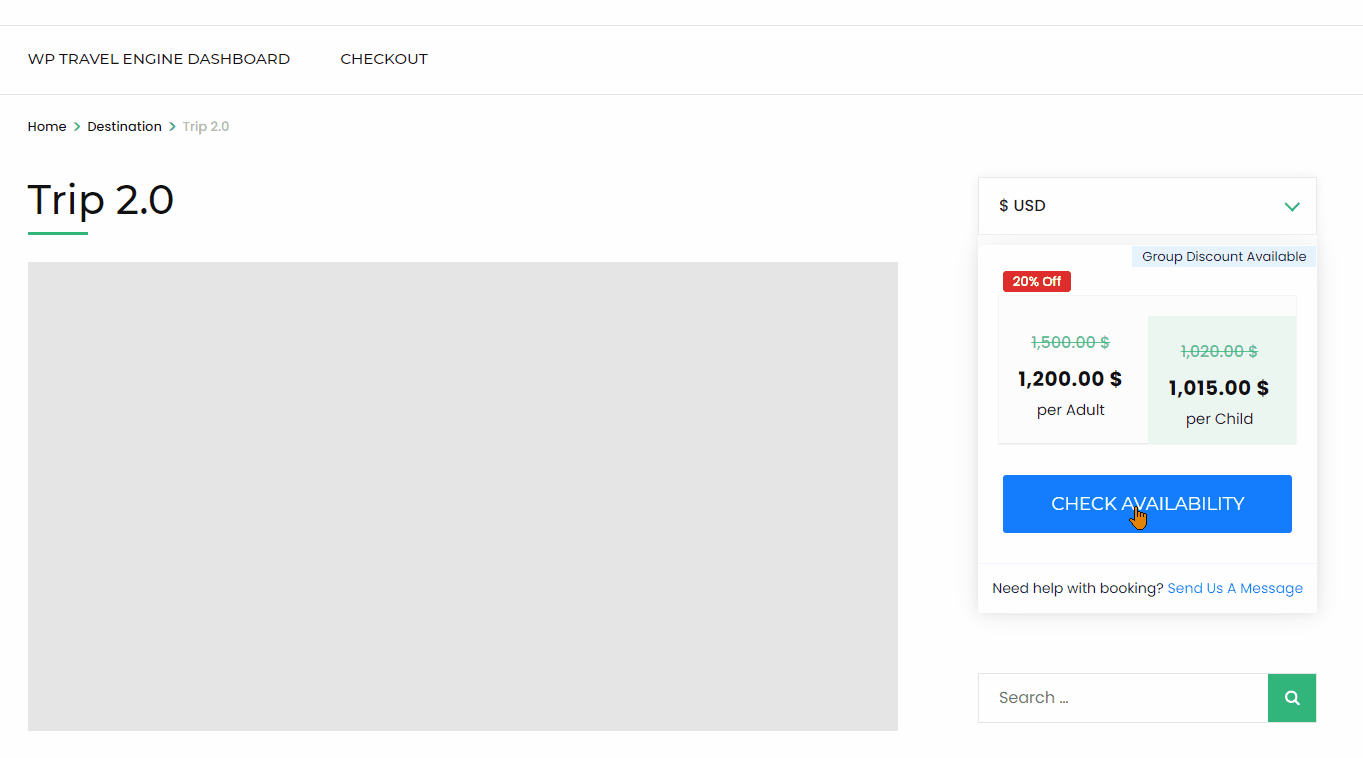 WP TRAVEL ENGINE DASHBOARD CHECKOUT
Home > Destination > Trip 2.0
Trip 2.0
$ USD
Group Discount Available
20% Off
1,500.00 $
1,200.00 $
per Adult
1,020.00 $
1,015.00 $
per Child
CHECK AVAILABILITY
Need help with booking? Send Us A Message
Search ...